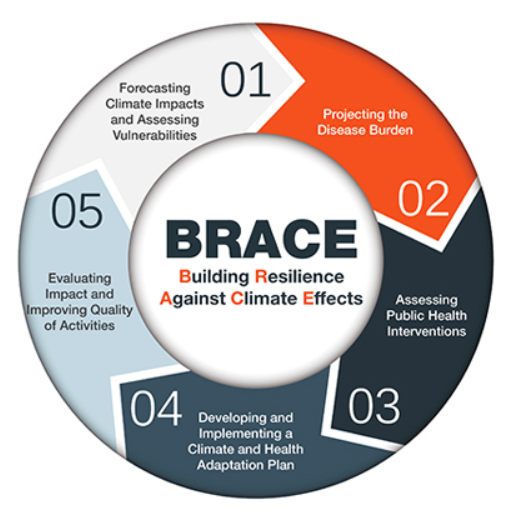 01
Forecasting
Climate Impacts
and Assessing
Vulnerabilities
Projecting the
Disease Burden
02
Assessing
Public Health
Interventions
03
04
Developing and
Implementing a
Climate and Health
Adaptation Plan
05
Evaluating
Impact and
Improving Quality
of Activities
BRACE
Building Resilience
Against Climate Effects